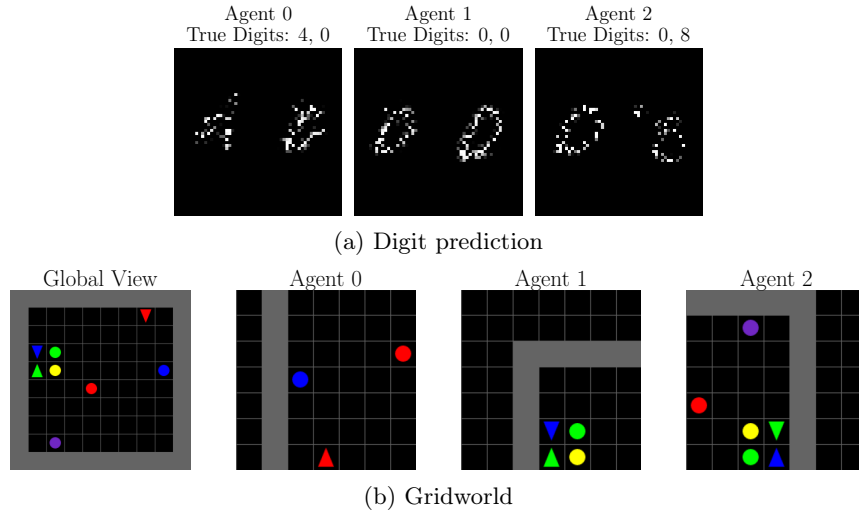 Agent 0 Agent 1 Agent 2
True Digits: 4, 0 True Digits: 0, 0 True Digits: 0, 8
(a) Digit prediction
Global View Agent 0 Agent 1 Agent 2
(b) Gridworld